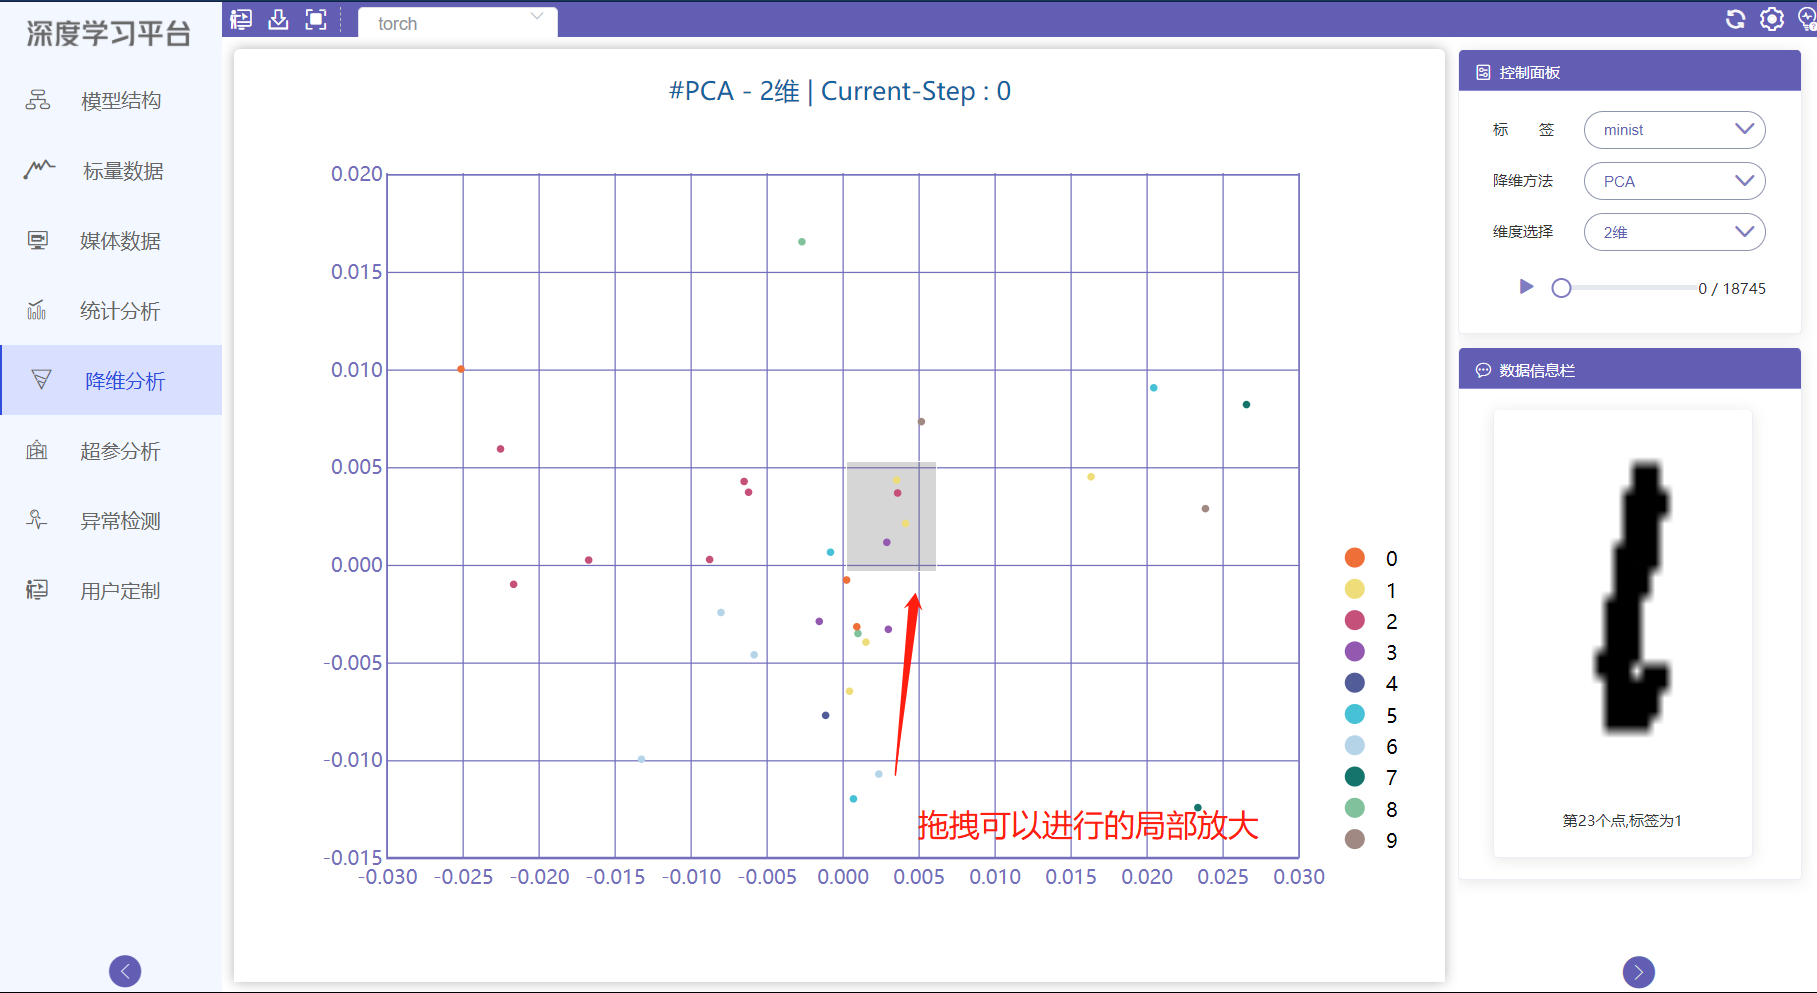 深度学习平台
模型结构
标量数据
媒体数据
统计分析
降维分析
超参分析
异常检测
用户定制
torch
#PCA - 2维 | Current-Step : 0
0.020
0.015
0.010
0.005
0.000
-0.005
-0.010
-0.015
-0.030 -0.025 -0.020 -0.015 -0.010 -0.005 0.000 0.005 0.010 0.015 0.020 0.025 0.030
拖拽可以进行的局部放大
0
1
2
3
4
5
6
7
8
9
控制面板
标 签 minist
降维方法 PCA
维度选择 2维
0 / 18745
数据信息栏
第23个点,标签为1